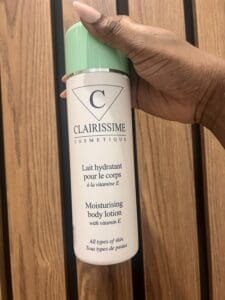 C
CLAIRISSIME
COSMETIQUE
Lait hydratant
pour le corps
à la vitamine E
Moisturising
body lotion
with vitamin E
All types of skin
Tous types de peaux